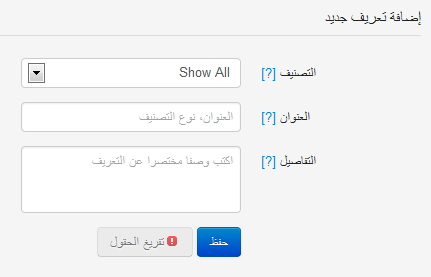 إضافة تعريف جديد
التصنيف [?] Show All
العنوان [?] العنوان، نوع التصنيف
التفاصيل [?] اكتب وصفا مختصرا عن التعريف
حفظ تفريغ الحقول